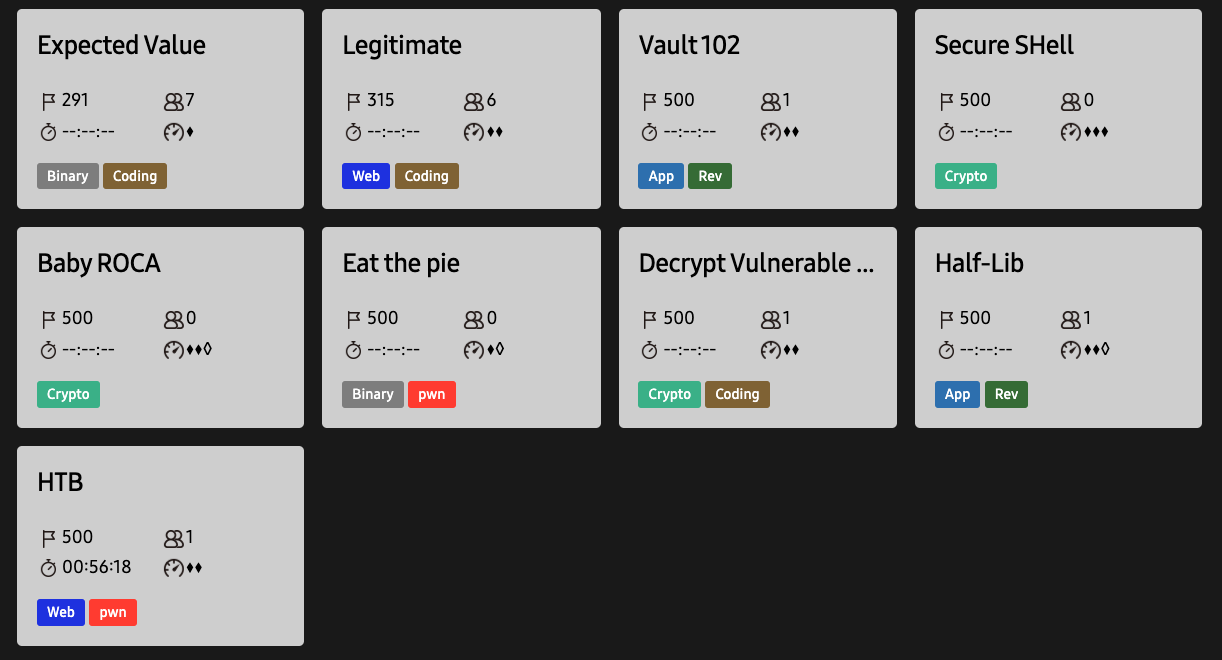 Expected Value
291 7
--:--:--
Binary Coding
Legitimate
315 6
--:--:--
Web Coding
Vault 102
500 1
--:--:--
App Rev
Secure SHell
500 0
--:--:--
Crypto
Baby ROCA
500 0
--:--:--
Crypto
Eat the pie
500 0
--:--:--
Binary pwn
Decrypt Vulnerable ...
500 1
--:--:--
Crypto Coding
Half-Lib
500 1
--:--:--
App Rev
HTB
500 1
00:56:18
Web pwn